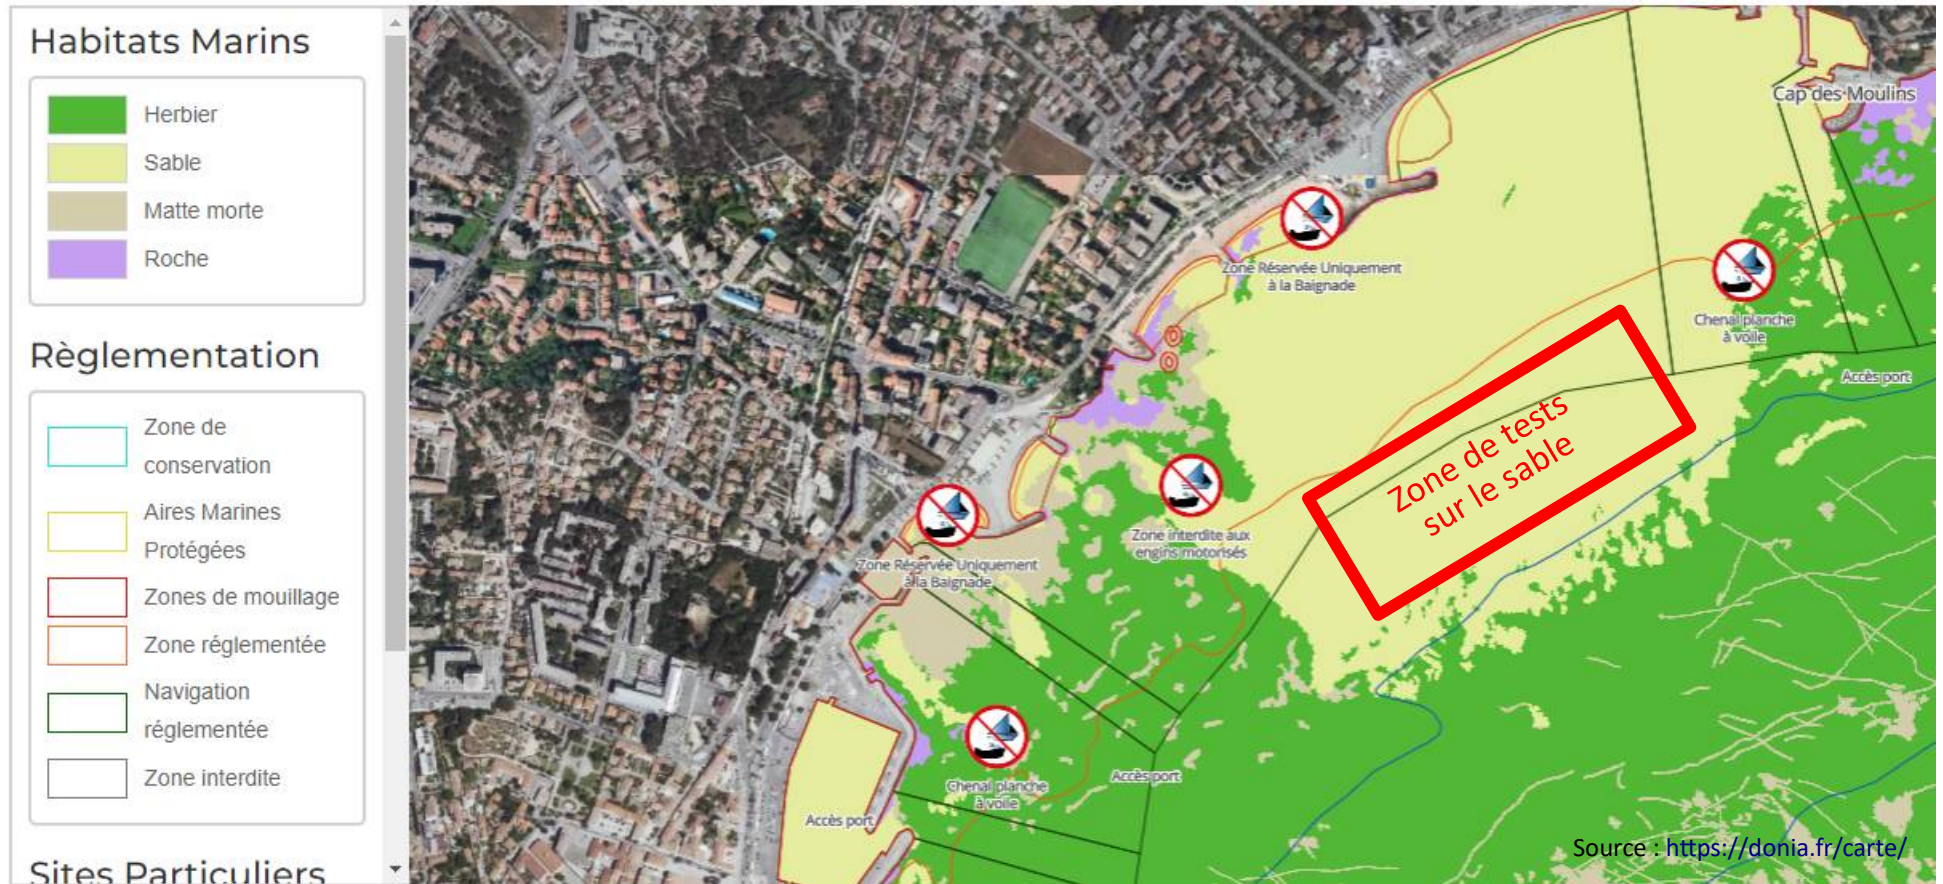 Habitats Marins
Herbier
Sable
Matte morte
Roche
Règlementation
Zone de
conservation
Aires Marines
Protégées
Zones de mouillage
Zone réglementée
Navigation
réglementée
Zone interdite
Sites Particuliers
Cap des Moulins
Zone Réservée Uniquement
à la Baignade
Chenal planche
à voile
Accès port
Zone de tests
sur le sable
Zone interdite aux
engins motorisés
Zone Réservée Uniquement
à la Baignade
Accès port
Chenal planche
à voile
Accès port
Source : https://donia.fr/carte/